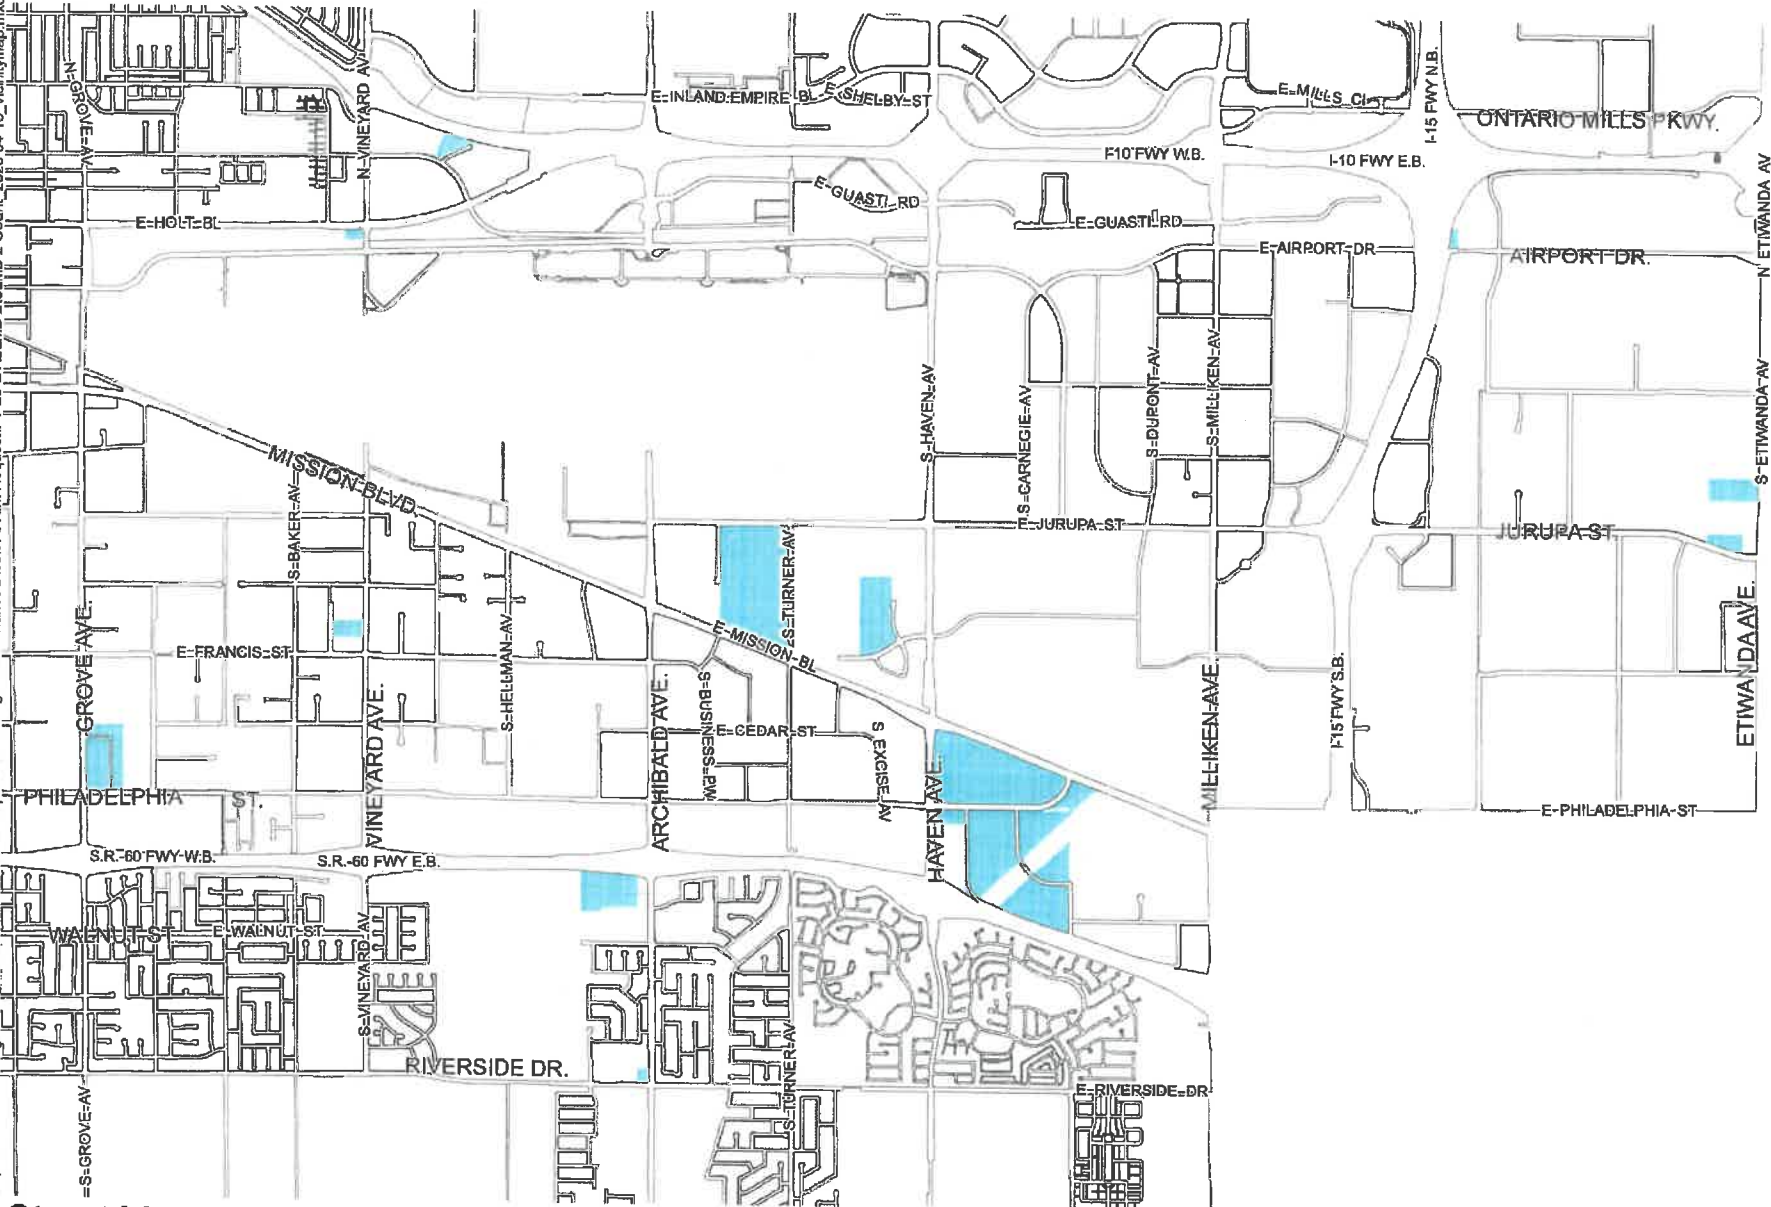 N-GROVE-AV
N-VINEYARD AV
E-INLAND-EMPIRE-BL
E-SHELBY-ST
E-MILLS CI
I-15 FWY N.B.
ONTARIO MILLS PKWY.
I-10 FWY W.B.
I-10 FWY E.B.
N ETIWANDA AV
E-GUASTI RD
E-HOLT-BL
E-GUASTI-RD
E-AIRPORT-DR
AIRPORT-DR.
S-HAVEN-AV
S-CARNEGIE-AV
S-DUPONT-AV
S-MILLIKEN-AV
S-ETIWANDA-AV
MISSION BLVD.
S-BAKER-AV
E-JURUPA-ST
JURUPA ST.
S-TURNER-AV
E-FRANCIS-ST
E-MISSION-BL
S-HELLMAN-AV
GROVE AVE.
VINEYARD AVE.
ARCHIBALD AVE.
S-BUSINESS-PW
E-CEDAR-ST
S EXCISE AV
HAVEN AVE.
MILLIKEN AVE.
I-15 FWY S.B.
ETIWANDA AVE.
PHILADELPHIA ST.
E-PHILADELPHIA-ST
S.R.-60 FWY W.B.
S.R.-60 FWY E.B.
WALNUT ST
E-WALNUT-ST
S-VINEYARD-AV
RIVERSIDE DR.
S-TURNER-AV
E-RIVERSIDE-DR
S-GROVE-AV